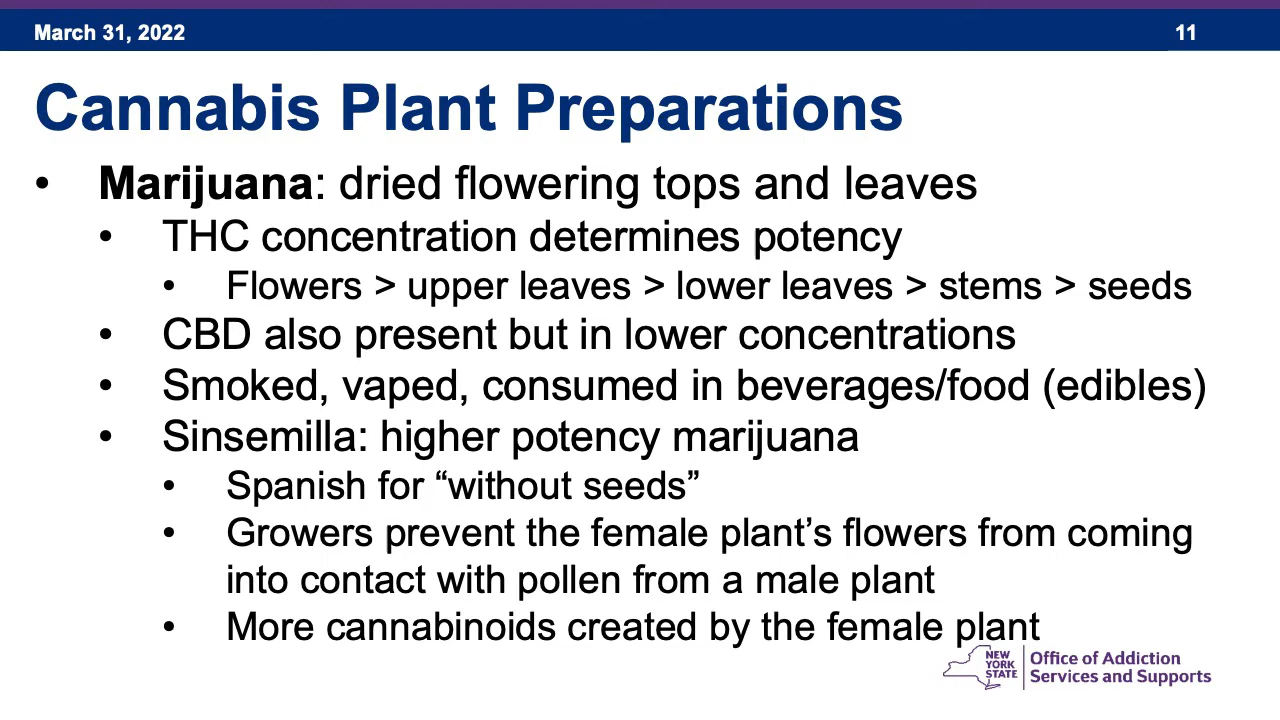 March 31, 2022
11
Cannabis Plant Preparations
• Marijuana: dried flowering tops and leaves
• THC concentration determines potency
• Flowers > upper leaves > lower leaves > stems > seeds
• CBD also present but in lower concentrations
• Smoked, vaped, consumed in beverages/food (edibles)
• Sinsemilla: higher potency marijuana
• Spanish for “without seeds”
• Growers prevent the female plant’s flowers from coming
into contact with pollen from a male plant
• More cannabinoids created by the female plant
NEW
YORK
STATE
Office of Addiction
Services and Supports